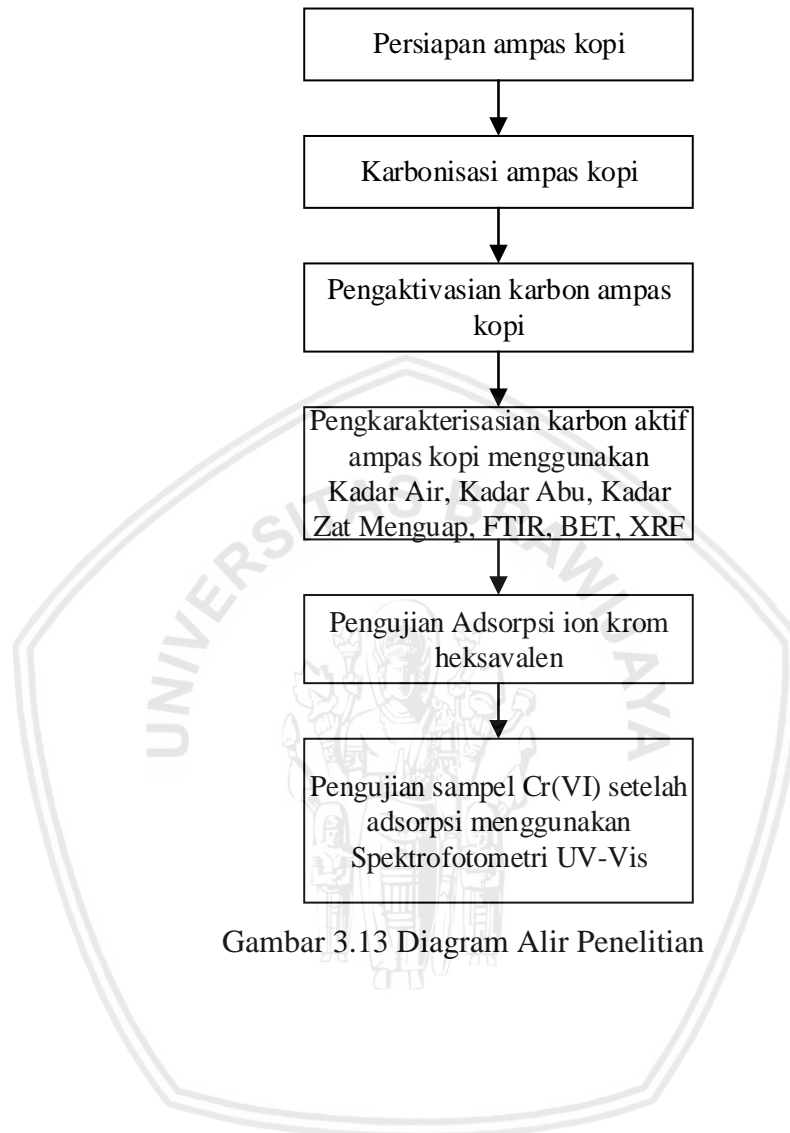 Persiapan ampas kopi
Karbonisasi ampas kopi
Pengaktivasian karbon ampas
kopi
Pengkarakterisasian karbon aktif
ampas kopi menggunakan
Kadar Air, Kadar Abu, Kadar
Zat Menguap, FTIR, BET, XRF
Pengujian Adsorpsi ion krom
heksavalen
Pengujian sampel Cr(VI) setelah
adsorpsi menggunakan
Spektrofotometri UV-Vis
Gambar 3.13 Diagram Alir Penelitian
UNIVERSITAS BRAWIJAYA